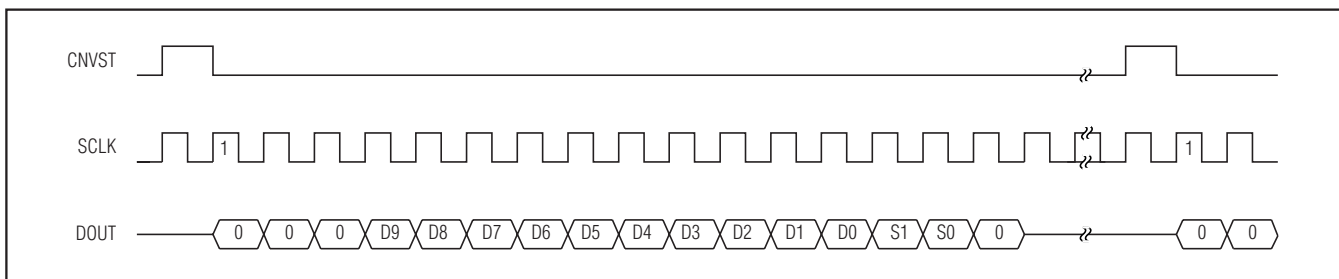 CNVST
SCLK 1 1
DOUT 0 0 0 D9 D8 D7 D6 D5 D4 D3 D2 D1 D0 S1 S0 0 0 0